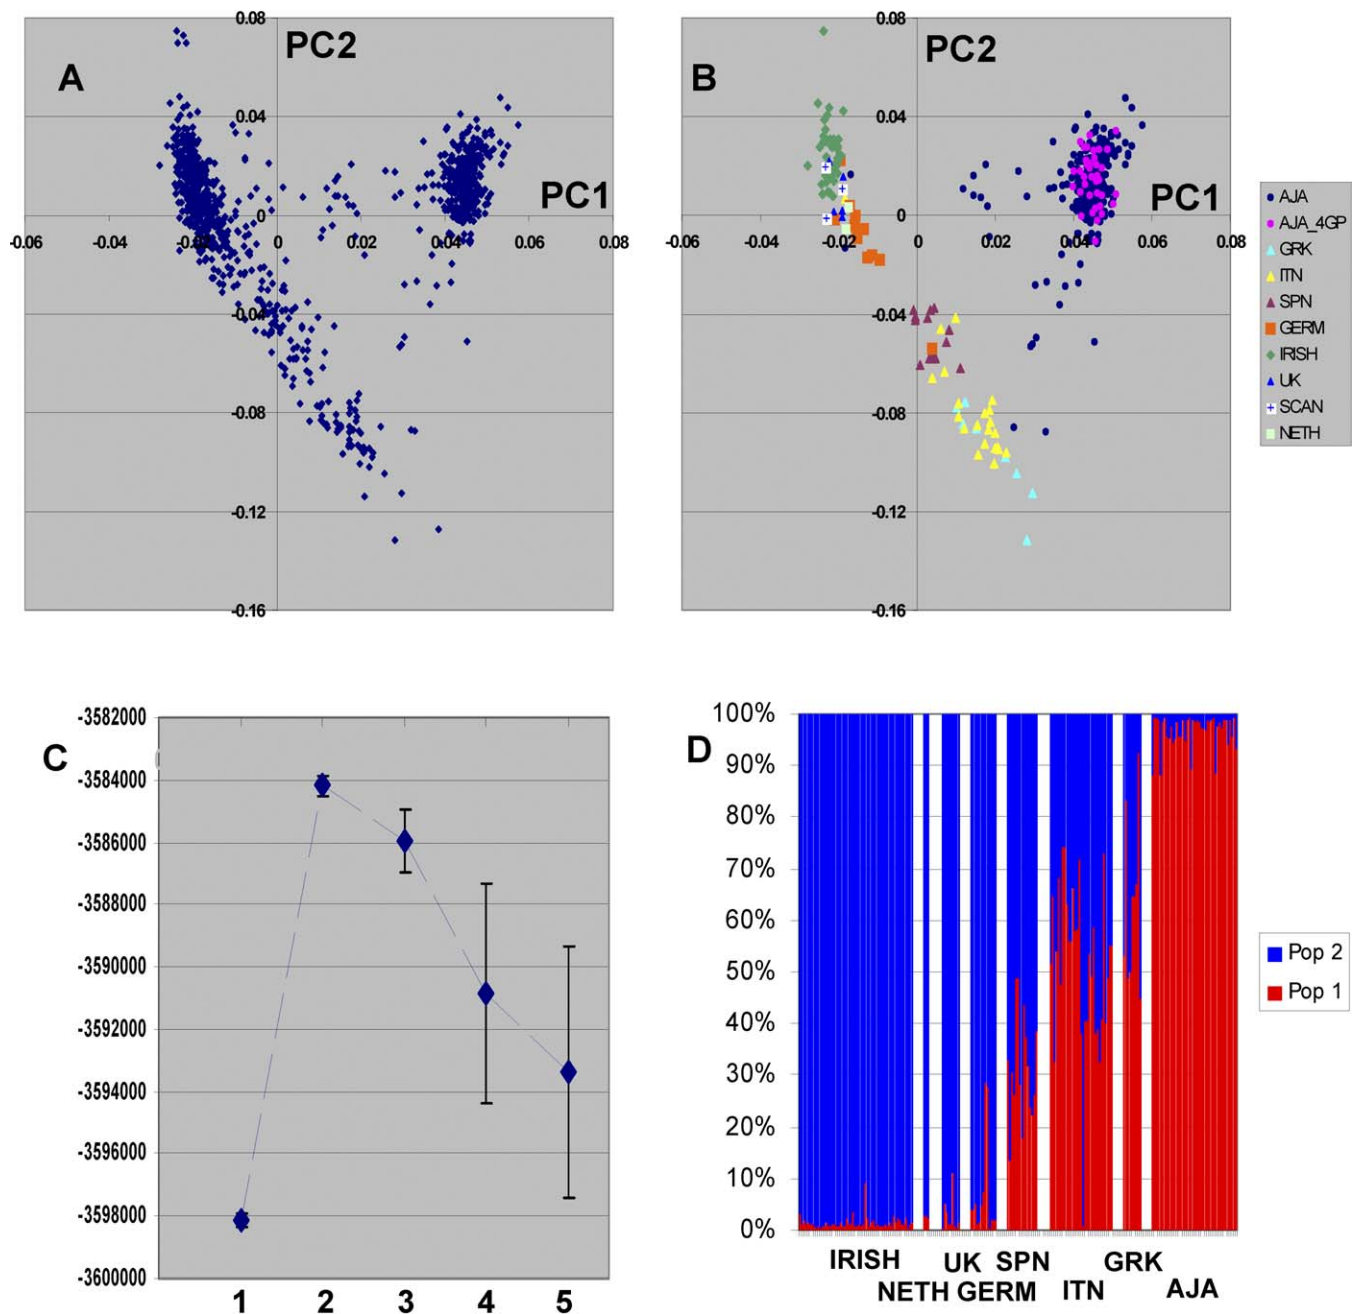 A
PC2
0.08
0.04
PC1
0
-0.06
-0.04
-0.02
0
0.02
0.04
0.06
0.08
-0.04
-0.08
-0.12
-0.16
B
PC2
0.08
0.04
PC1
0
-0.06
-0.04
-0.02
0
0.02
0.04
0.06
0.08
-0.04
-0.08
-0.12
-0.16
AJA
AJA_4GP
GRK
ITN
SPN
GERM
IRISH
UK
SCAN
NETH
C
-3582000
-3584000
-3586000
-3588000
-3590000
-3592000
-3594000
-3596000
-3598000
-3600000
1 2 3 4 5
D
100%
90%
80%
70%
60%
50%
40%
30%
20%
10%
0%
IRISH UK SPN GRK
NETH GERM ITN AJA
Pop 2
Pop 1